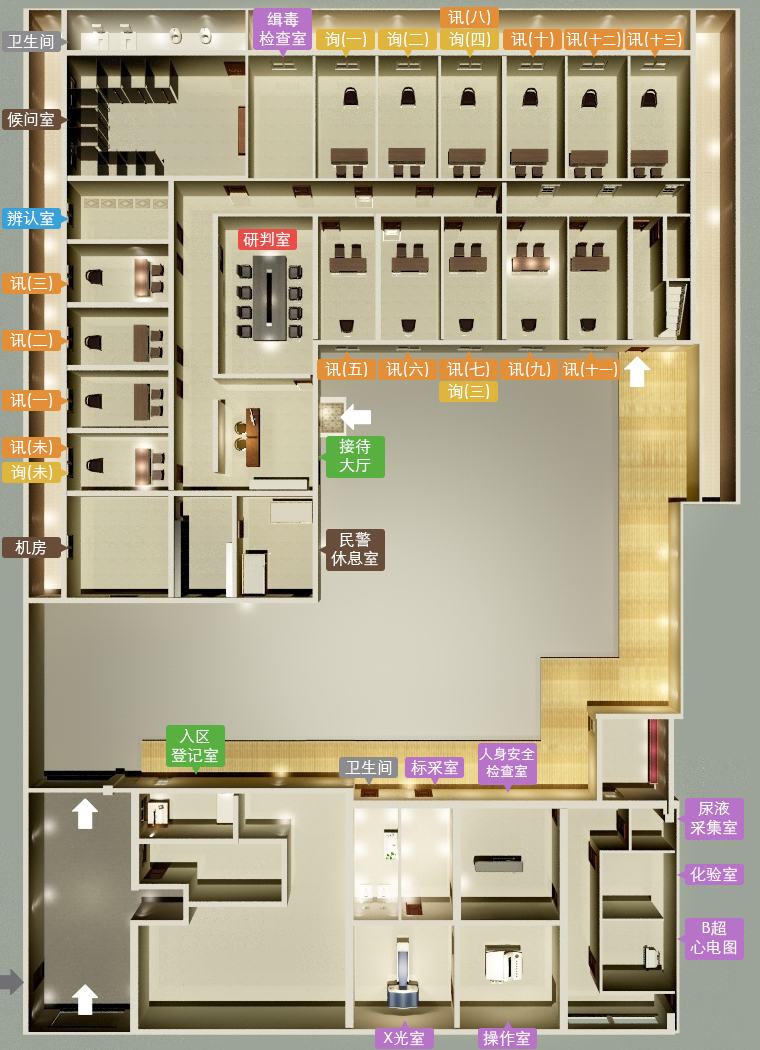 缉毒
检查室
讯(八)
卫生间
询(一)
询(二)
询(四)
讯(十)
讯(十二)
讯(十三)
候问室
辨认室
研判室
讯(三)
讯(二)
讯(一)
讯(未)
询(未)
讯(五)
讯(六)
讯(七)
询(三)
讯(九)
讯(十一)
接待
大厅
机房
民警
休息室
入区
登记室
卫生间
标采室
人身安全
检查室
尿液
采集室
化验室
B超
心电图
X光室
操作室